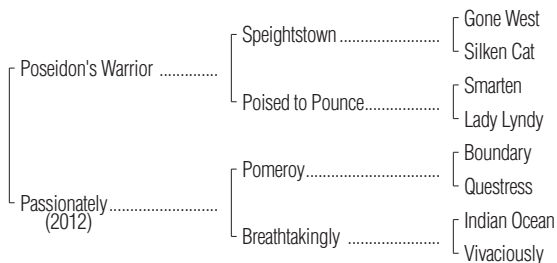 Gone West
Speightstown ........................
Silken Cat
Poseidon's Warrior ..............
Smarten
Poised to Pounce..................
Lady Lyndy
Boundary
Pomeroy.................................
Questress
Passionately..........................
(2012)
Indian Ocean
Breathtakingly ......................
Vivaciously